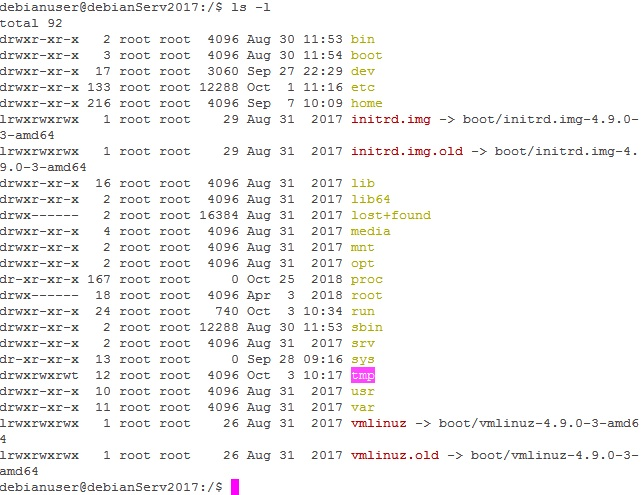 debianuser@debianServ2017:/$ ls -l
total 92
drwxr-xr-x   2 root root  4096 Aug 30 11:53 bin
drwxr-xr-x   3 root root  4096 Aug 30 11:54 boot
drwxr-xr-x  17 root root  3060 Sep 27 22:29 dev
drwxr-xr-x 133 root root 12288 Oct  1 11:16 etc
drwxr-xr-x 216 root root  4096 Sep  7 10:09 home
lrwxrwxrwx   1 root root    29 Aug 31  2017 initrd.img -> boot/initrd.img-4.9.0-
3-amd64
lrwxrwxrwx   1 root root    29 Aug 31  2017 initrd.img.old -> boot/initrd.img-4.
9.0-3-amd64
drwxr-xr-x  16 root root  4096 Aug 31  2017 lib
drwxr-xr-x   2 root root  4096 Aug 31  2017 lib64
drwx------   2 root root 16384 Aug 31  2017 lost+found
drwxr-xr-x   4 root root  4096 Aug 31  2017 media
drwxr-xr-x   2 root root  4096 Aug 31  2017 mnt
drwxr-xr-x   2 root root  4096 Aug 31  2017 opt
dr-xr-xr-x 167 root root     0 Oct 25  2018 proc
drwx------  18 root root  4096 Apr  3  2018 root
drwxr-xr-x  24 root root   740 Oct  3 10:34 run
drwxr-xr-x   2 root root 12288 Aug 30 11:53 sbin
drwxr-xr-x   2 root root  4096 Aug 31  2017 srv
dr-xr-xr-x  13 root root     0 Sep 28 09:16 sys
drwxrwxrwt  12 root root  4096 Oct  3 10:17 tmp
drwxr-xr-x  10 root root  4096 Aug 31  2017 usr
drwxr-xr-x  11 root root  4096 Aug 31  2017 var
lrwxrwxrwx   1 root root    26 Aug 31  2017 vmlinuz -> boot/vmlinuz-4.9.0-3-amd6
4
lrwxrwxrwx   1 root root    26 Aug 31  2017 vmlinuz.old -> boot/vmlinuz-4.9.0-3-
amd64
debianuser@debianServ2017:/$